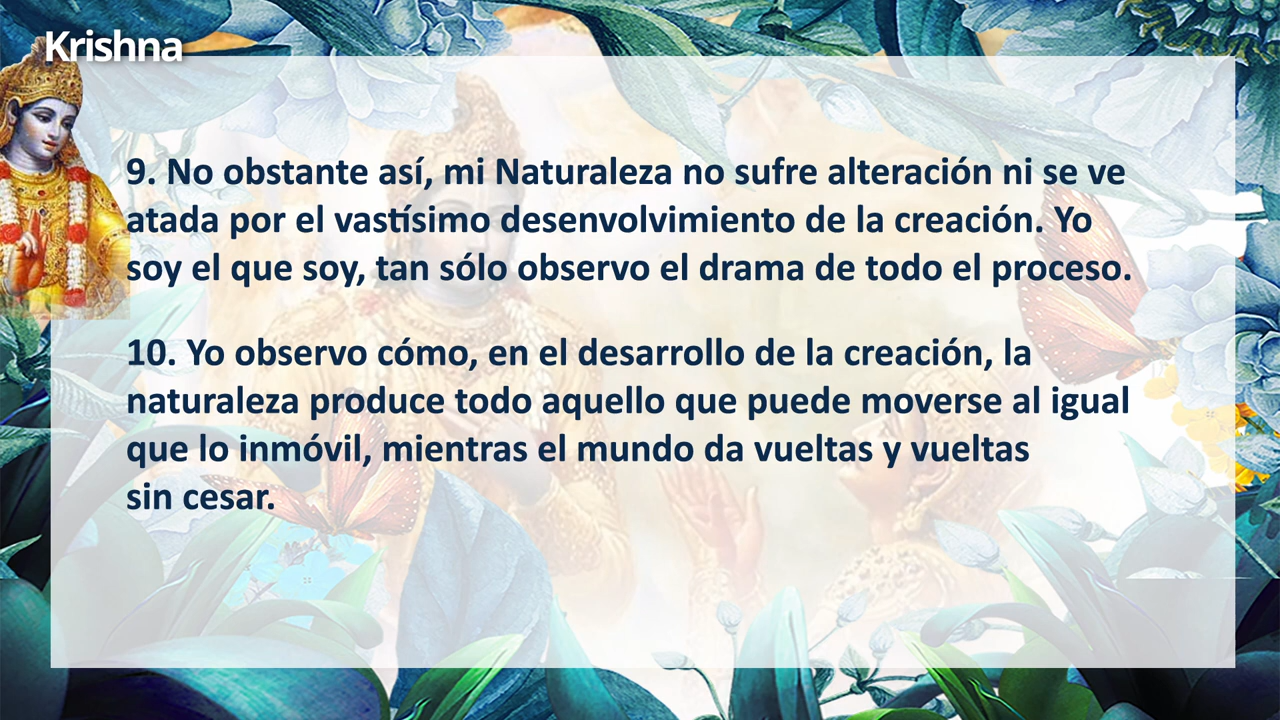 Krishna
9. No obstante así, mi Naturaleza no sufre alteración ni se ve
atada por el vastísimo desenvolvimiento de la creación. Yo
soy el que soy, tan sólo observo el drama de todo el proceso.
10. Yo observo cómo, en el desarrollo de la creación, la
naturaleza produce todo aquello que puede moverse al igual
que lo inmóvil, mientras el mundo da vueltas y vueltas
sin cesar.